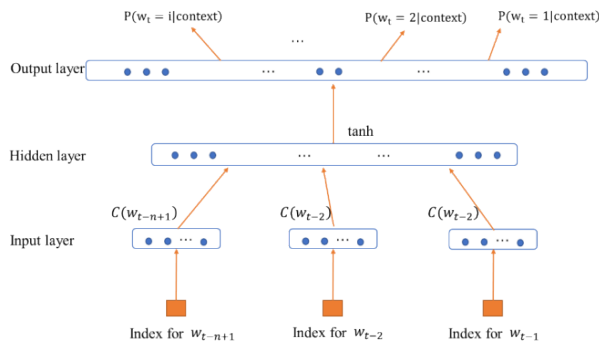 P(w_t = i|context) P(w_t = 2|context) P(w_t = 1|context)
...
Output layer ... ...
tanh
Hidden layer ... ...
C(w_{t-n+1}) C(w_{t-2}) C(w_{t-2})
Input layer ... ... ...
Index for w_{t-n+1} Index for w_{t-2} Index for w_{t-1}